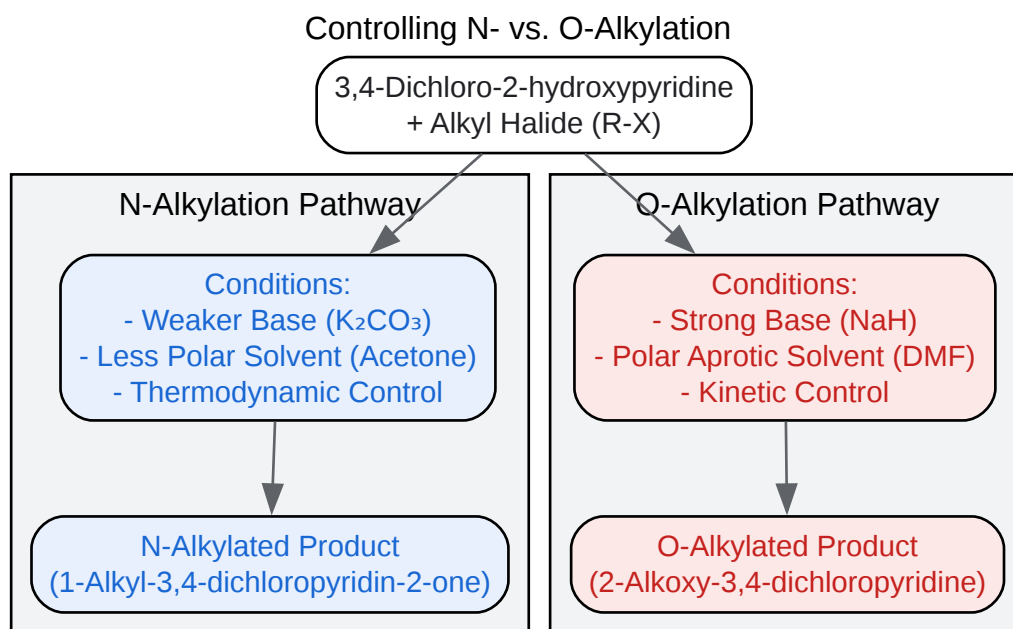 Controlling N- vs. O-Alkylation
3,4-Dichloro-2-hydroxypyridine
+ Alkyl Halide (R-X)
N-Alkylation Pathway
Conditions:
- Weaker Base (K₂CO₃)
- Less Polar Solvent (Acetone)
- Thermodynamic Control
N-Alkylated Product
(1-Alkyl-3,4-dichloropyridin-2-one)
O-Alkylation Pathway
Conditions:
- Strong Base (NaH)
- Polar Aprotic Solvent (DMF)
- Kinetic Control
O-Alkylated Product
(2-Alkoxy-3,4-dichloropyridine)